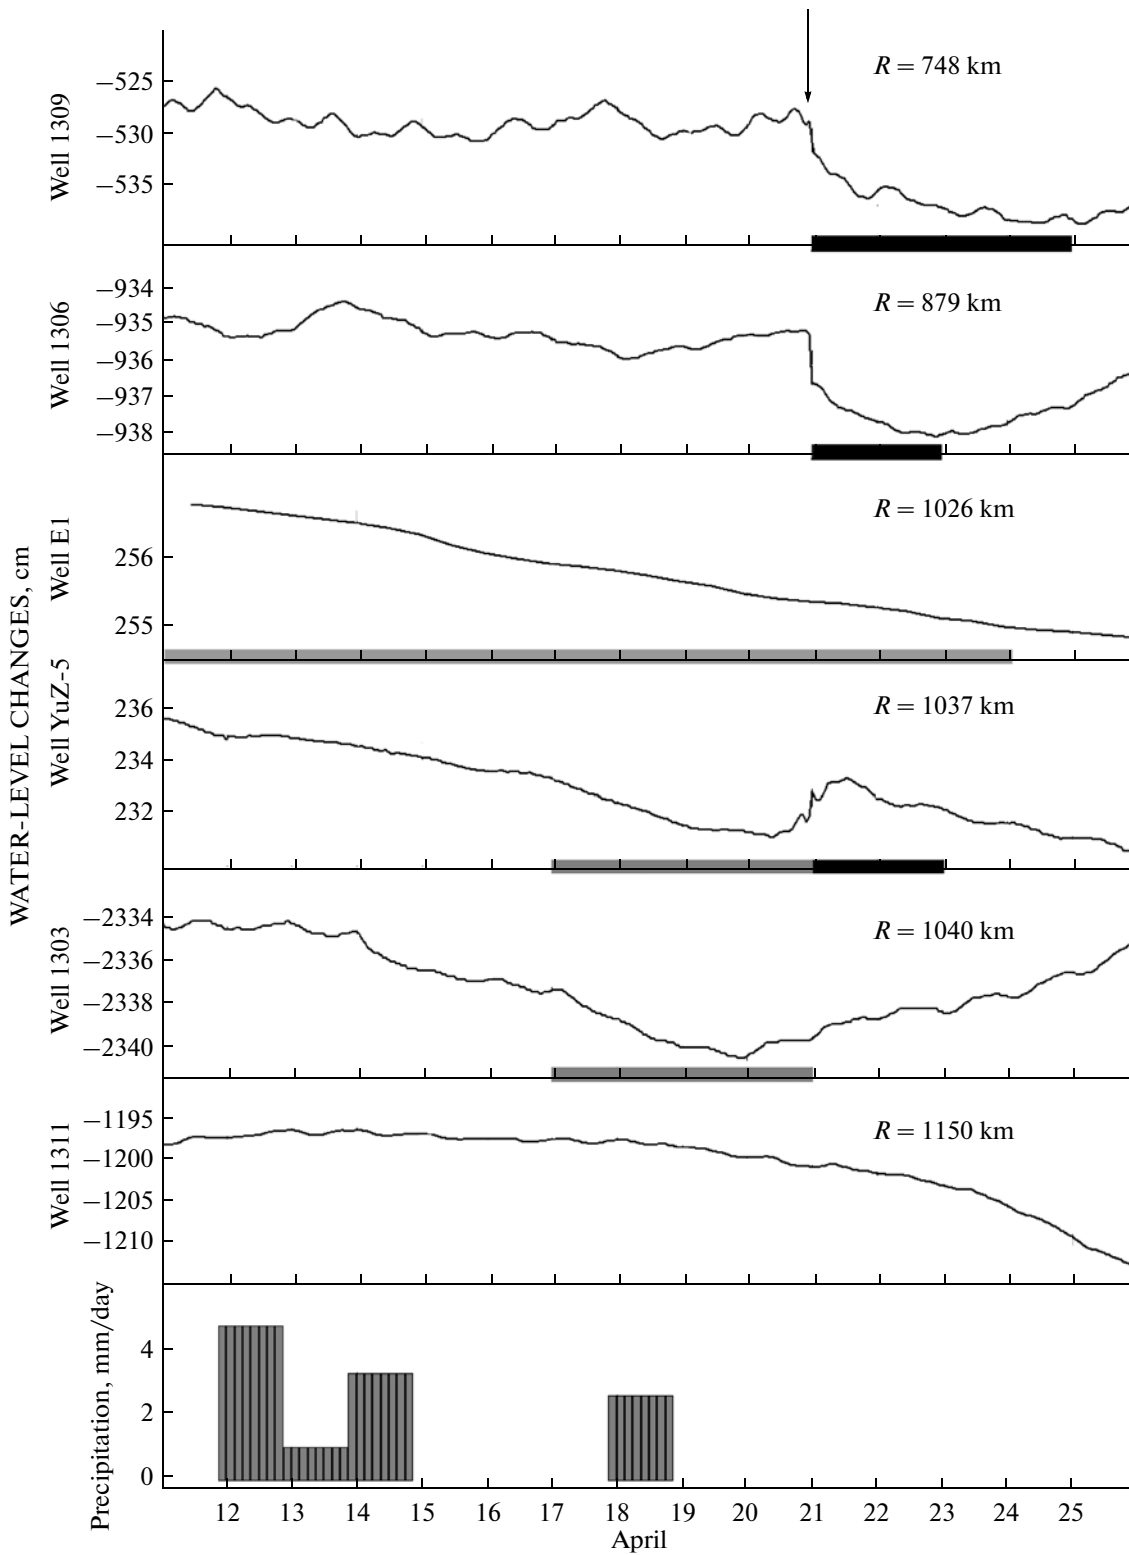 WATER-LEVEL CHANGES, cm
Well 1309
−525
−530
−535
R = 748 km
Well 1306
−934
−935
−936
−937
−938
R = 879 km
Well E1
256
255
R = 1026 km
Well YuZ-5
236
234
232
R = 1037 km
Well 1303
−2334
−2336
−2338
−2340
R = 1040 km
Well 1311
−1195
−1200
−1205
−1210
R = 1150 km
Precipitation, mm/day
4
2
0
12 13 14 15 16 17 18 19 20 21 22 23 24 25
April